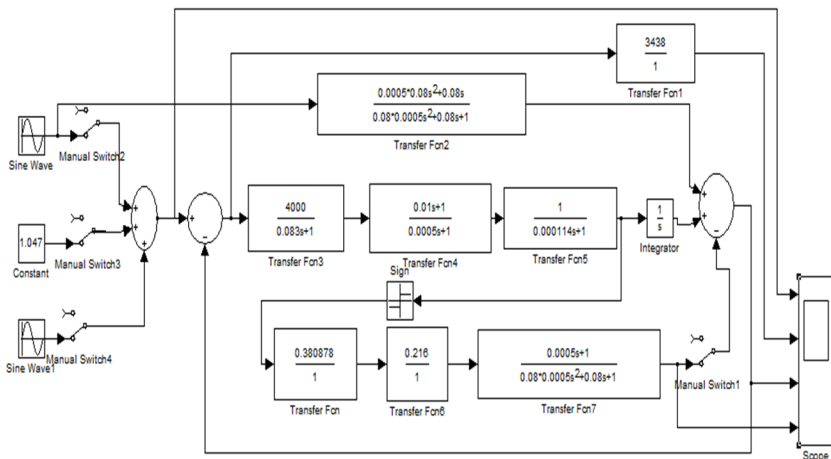 3438
1
Transfer Fcn1
0.0005*0.08s2+0.08s
0.08*0.0005s2+0.08s+1
Transfer Fcn2
Sine Wave
Manual Switch2
1.047
Constant
Manual Switch3
Sine Wave1
Manual Switch4
+
+
+
−
4000
0.083s+1
Transfer Fcn3
0.01s+1
0.0005s+1
Transfer Fcn4
1
0.000114s+1
Transfer Fcn5
1
s
Integrator
+
+
−
Sign
0.380878
1
Transfer Fcn
0.216
1
Transfer Fcn6
0.0005s+1
0.08*0.0005s2+0.08s+1
Transfer Fcn7
Manual Switch1
Scope